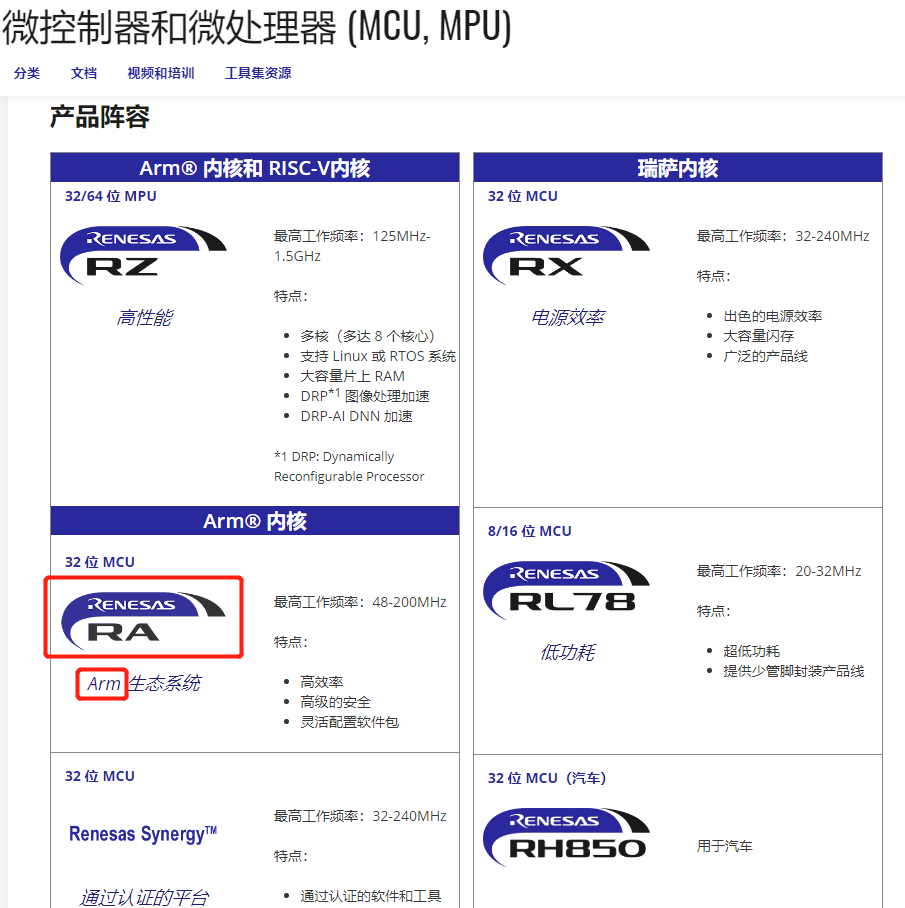 微控制器和微处理器 (MCU, MPU)
分类 文档 视频和培训 工具集资源
产品阵容
Arm® 内核和 RISC-V内核
32/64 位 MPU
RENESAS
RZ
高性能
最高工作频率：125MHz-
1.5GHz
特点：
多核（多达 8 个核心）
支持 Linux 或 RTOS 系统
大容量片上 RAM
DRP*1 图像处理加速
DRP-AI DNN 加速
*1 DRP: Dynamically
Reconfigurable Processor
Arm® 内核
32 位 MCU
RENESAS
RA
Arm 生态系统
最高工作频率：48-200MHz
特点：
高效率
高级的安全
灵活配置软件包
32 位 MCU
Renesas Synergy™
通过认证的平台
最高工作频率：32-240MHz
特点：
通过认证的软件和工具
瑞萨内核
32 位 MCU
RENESAS
RX
电源效率
最高工作频率：32-240MHz
特点：
出色的电源效率
大容量闪存
广泛的产品线
8/16 位 MCU
RENESAS
RL78
低功耗
最高工作频率：20-32MHz
特点：
超低功耗
提供少管脚封装产品线
32 位 MCU（汽车）
RENESAS
RH850
用于汽车